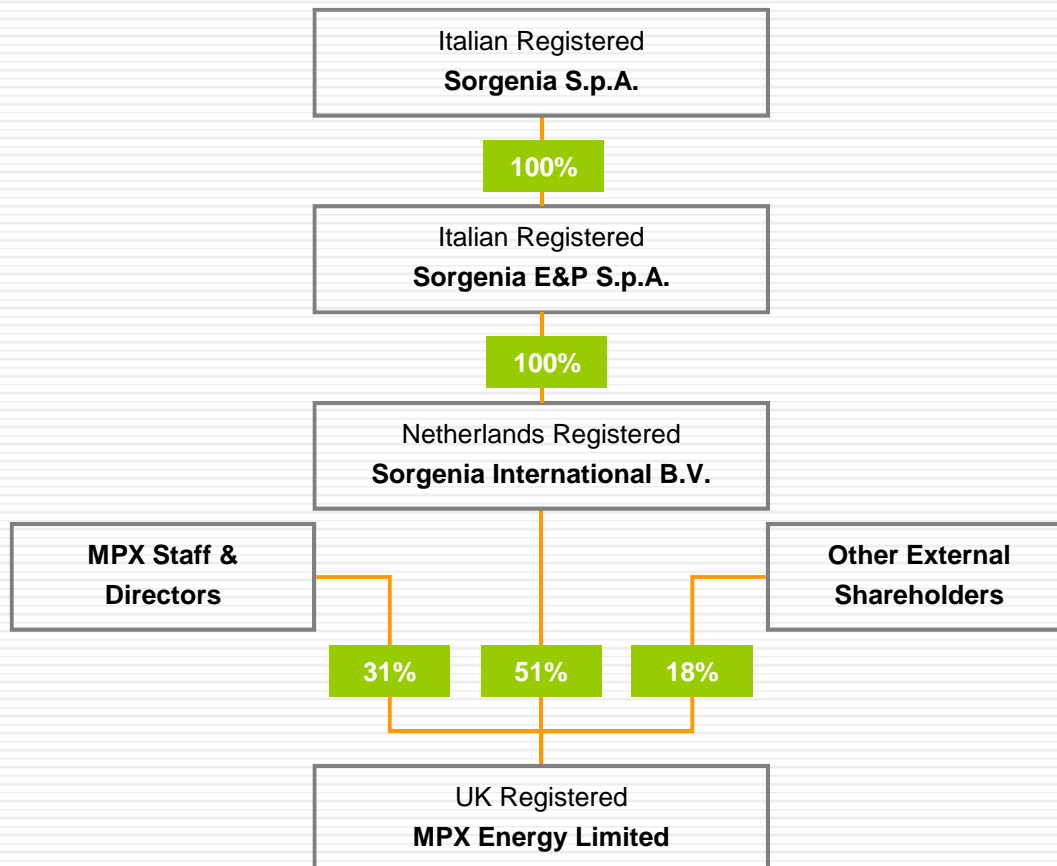 Italian Registered
Sorgenia S.p.A.
100%
Italian Registered
Sorgenia E&P S.p.A.
100%
Netherlands Registered
Sorgenia International B.V.
MPX Staff &
Directors
Other External
Shareholders
31%
51%
18%
UK Registered
MPX Energy Limited